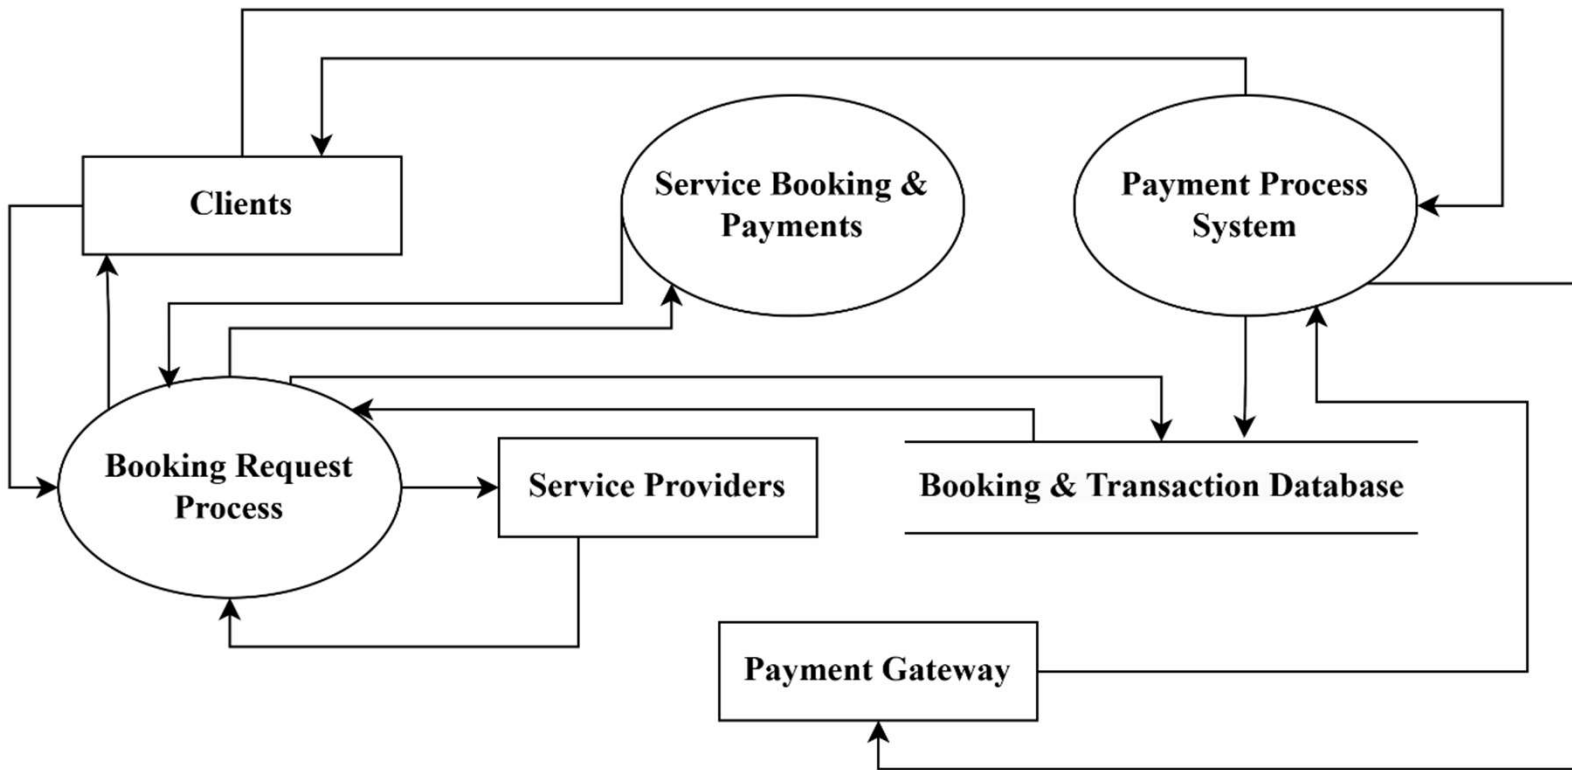 Clients
Service Booking &
Payments
Payment Process
System
Booking Request
Process
Service Providers
Booking & Transaction Database
Payment Gateway